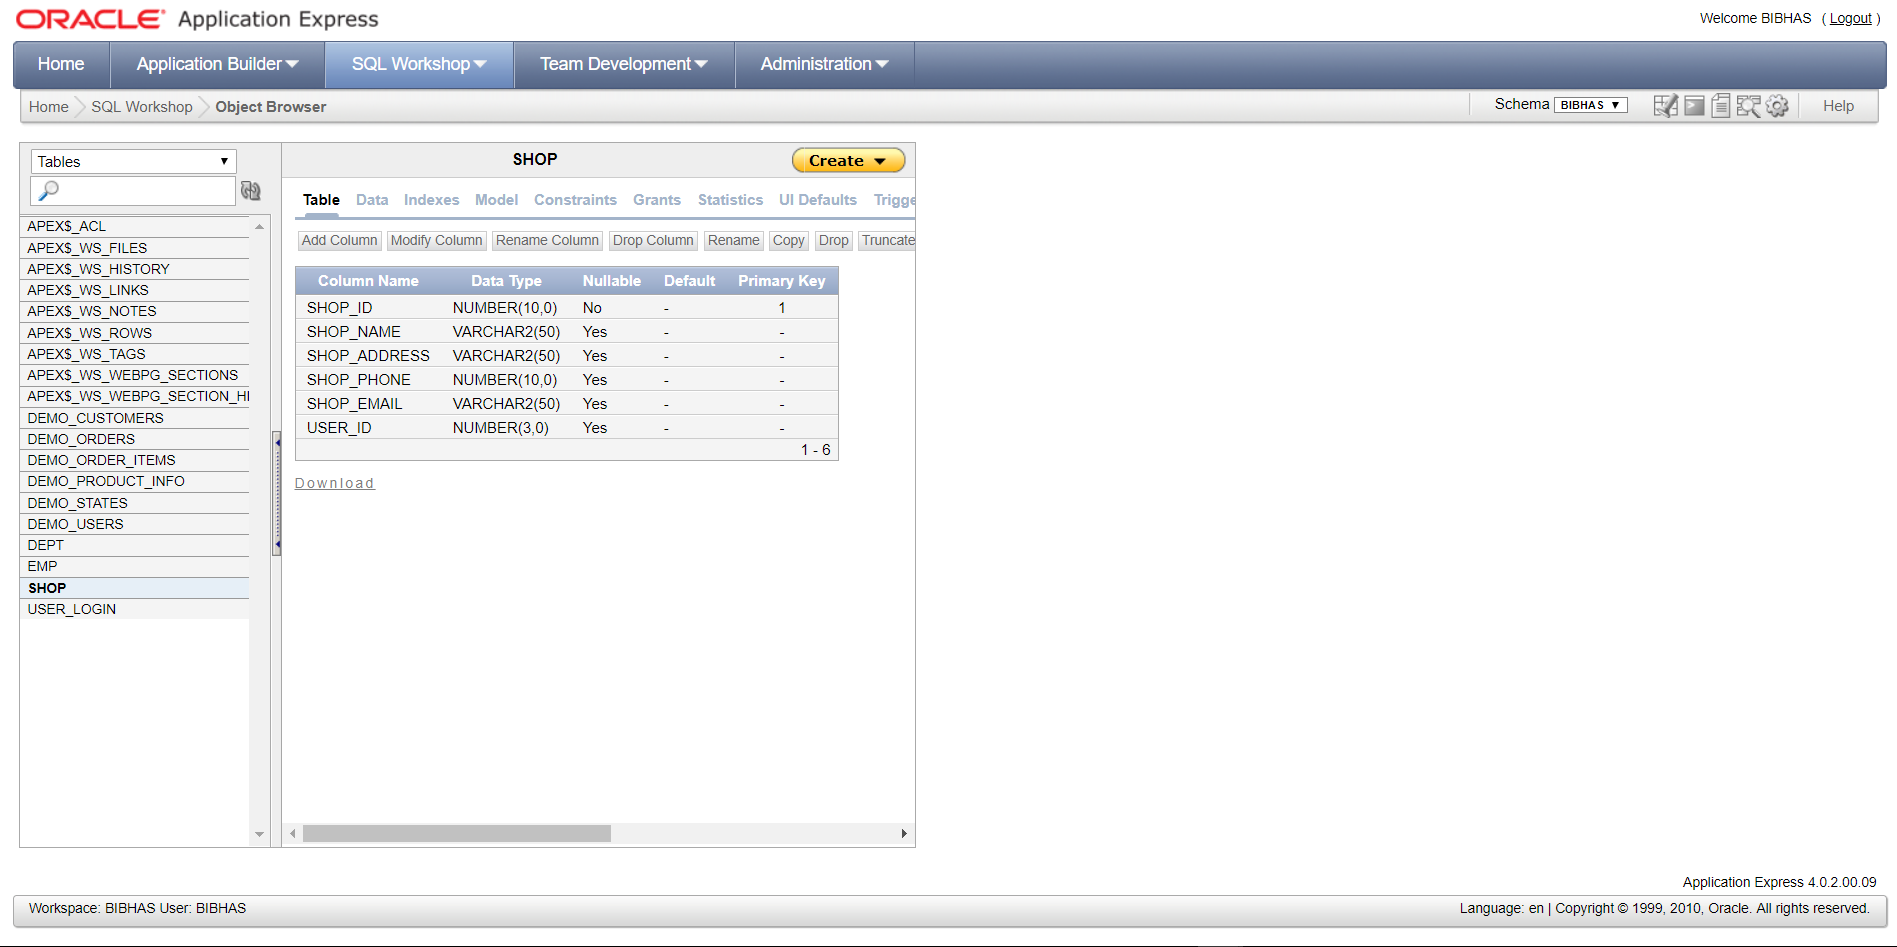 ORACLE Application Express
Welcome BIBHAS ( Logout )
Home Application Builder SQL Workshop Team Development Administration
Home SQL Workshop Object Browser
Schema BIBHAS Help
Tables
APEX$_ACL
APEX$_WS_FILES
APEX$_WS_HISTORY
APEX$_WS_LINKS
APEX$_WS_NOTES
APEX$_WS_ROWS
APEX$_WS_TAGS
APEX$_WS_WEBPG_SECTIONS
APEX$_WS_WEBPG_SECTION_HI
DEMO_CUSTOMERS
DEMO_ORDERS
DEMO_ORDER_ITEMS
DEMO_PRODUCT_INFO
DEMO_STATES
DEMO_USERS
DEPT
EMP
SHOP
USER_LOGIN
SHOP
Create
Table Data Indexes Model Constraints Grants Statistics UI Defaults Trigge
Add Column Modify Column Rename Column Drop Column Rename Copy Drop Truncate
Column Name Data Type Nullable Default Primary Key
SHOP_ID NUMBER(10,0) No - 1
SHOP_NAME VARCHAR2(50) Yes - -
SHOP_ADDRESS VARCHAR2(50) Yes - -
SHOP_PHONE NUMBER(10,0) Yes - -
SHOP_EMAIL VARCHAR2(50) Yes - -
USER_ID NUMBER(3,0) Yes - -
1 - 6
Download
Application Express 4.0.2.00.09
Workspace: BIBHAS User: BIBHAS
Language: en | Copyright © 1999, 2010, Oracle. All rights reserved.